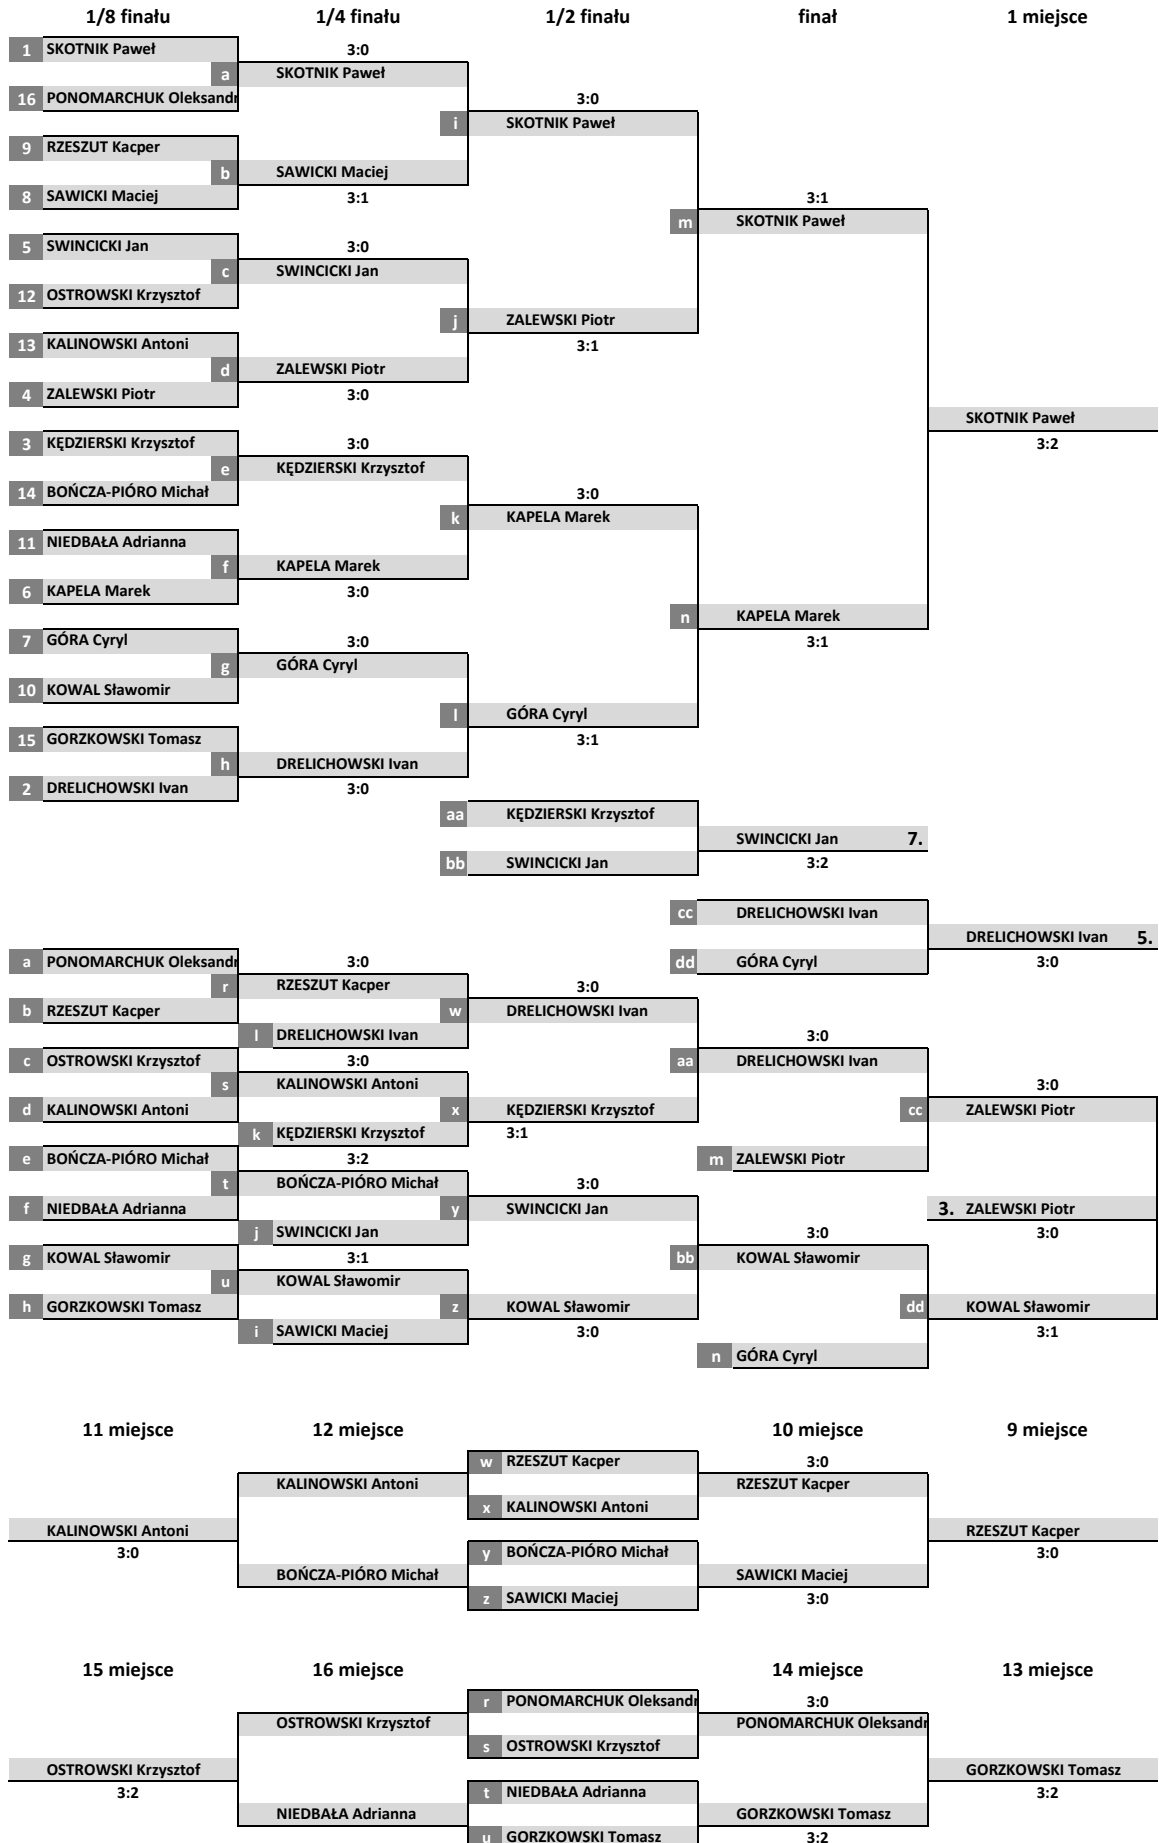 1/8 finału 1/4 finału 1/2 finału finał 1 miejsce
1 SKOTNIK Paweł 3:0
a SKOTNIK Paweł
16 PONOMARCHUK Oleksandr 3:0
i SKOTNIK Paweł
9 RZESZUT Kacper
b SAWICKI Maciej
8 SAWICKI Maciej 3:1 3:1
m SKOTNIK Paweł
5 SWINCICKI Jan 3:0
c SWINCICKI Jan
12 OSTROWSKI Krzysztof
j ZALEWSKI Piotr
13 KALINOWSKI Antoni 3:1
d ZALEWSKI Piotr
4 ZALEWSKI Piotr 3:0
SKOTNIK Paweł
3 KĘDZIERSKI Krzysztof 3:0 3:2
e KĘDZIERSKI Krzysztof
14 BOŃCZA-PIÓRO Michał 3:0
k KAPELA Marek
11 NIEDBAŁA Adrianna
f KAPELA Marek
6 KAPELA Marek 3:0
n KAPELA Marek
7 GÓRA Cyryl 3:0 3:1
g GÓRA Cyryl
10 KOWAL Sławomir
l GÓRA Cyryl
15 GORZKOWSKI Tomasz 3:1
h DRELICHOWSKI Ivan
2 DRELICHOWSKI Ivan 3:0
aa KĘDZIERSKI Krzysztof
SWINCICKI Jan 7.
bb SWINCICKI Jan 3:2
cc DRELICHOWSKI Ivan
DRELICHOWSKI Ivan 5.
a PONOMARCHUK Oleksandr 3:0 dd GÓRA Cyryl 3:0
r RZESZUT Kacper 3:0
b RZESZUT Kacper w DRELICHOWSKI Ivan
l DRELICHOWSKI Ivan 3:0
c OSTROWSKI Krzysztof 3:0 aa DRELICHOWSKI Ivan
s KALINOWSKI Antoni 3:0
d KALINOWSKI Antoni x KĘDZIERSKI Krzysztof cc ZALEWSKI Piotr
k KĘDZIERSKI Krzysztof 3:1
e BOŃCZA-PIÓRO Michał 3:2 m ZALEWSKI Piotr
t BOŃCZA-PIÓRO Michał 3:0
f NIEDBAŁA Adrianna y SWINCICKI Jan 3. ZALEWSKI Piotr
j SWINCICKI Jan 3:0 3:0
g KOWAL Sławomir 3:1 bb KOWAL Sławomir
u KOWAL Sławomir
h GORZKOWSKI Tomasz z KOWAL Sławomir dd KOWAL Sławomir
i SAWICKI Maciej 3:0 3:1
n GÓRA Cyryl
11 miejsce 12 miejsce 10 miejsce 9 miejsce
w RZESZUT Kacper 3:0
KALINOWSKI Antoni RZESZUT Kacper
x KALINOWSKI Antoni
KALINOWSKI Antoni RZESZUT Kacper
3:0 y BOŃCZA-PIÓRO Michał 3:0
BOŃCZA-PIÓRO Michał SAWICKI Maciej
z SAWICKI Maciej 3:0
15 miejsce 16 miejsce 14 miejsce 13 miejsce
r PONOMARCHUK Oleksandr 3:0
OSTROWSKI Krzysztof PONOMARCHUK Oleksandr
s OSTROWSKI Krzysztof
OSTROWSKI Krzysztof GORZKOWSKI Tomasz
3:2 t NIEDBAŁA Adrianna 3:2
NIEDBAŁA Adrianna GORZKOWSKI Tomasz
u GORZKOWSKI Tomasz 3:2